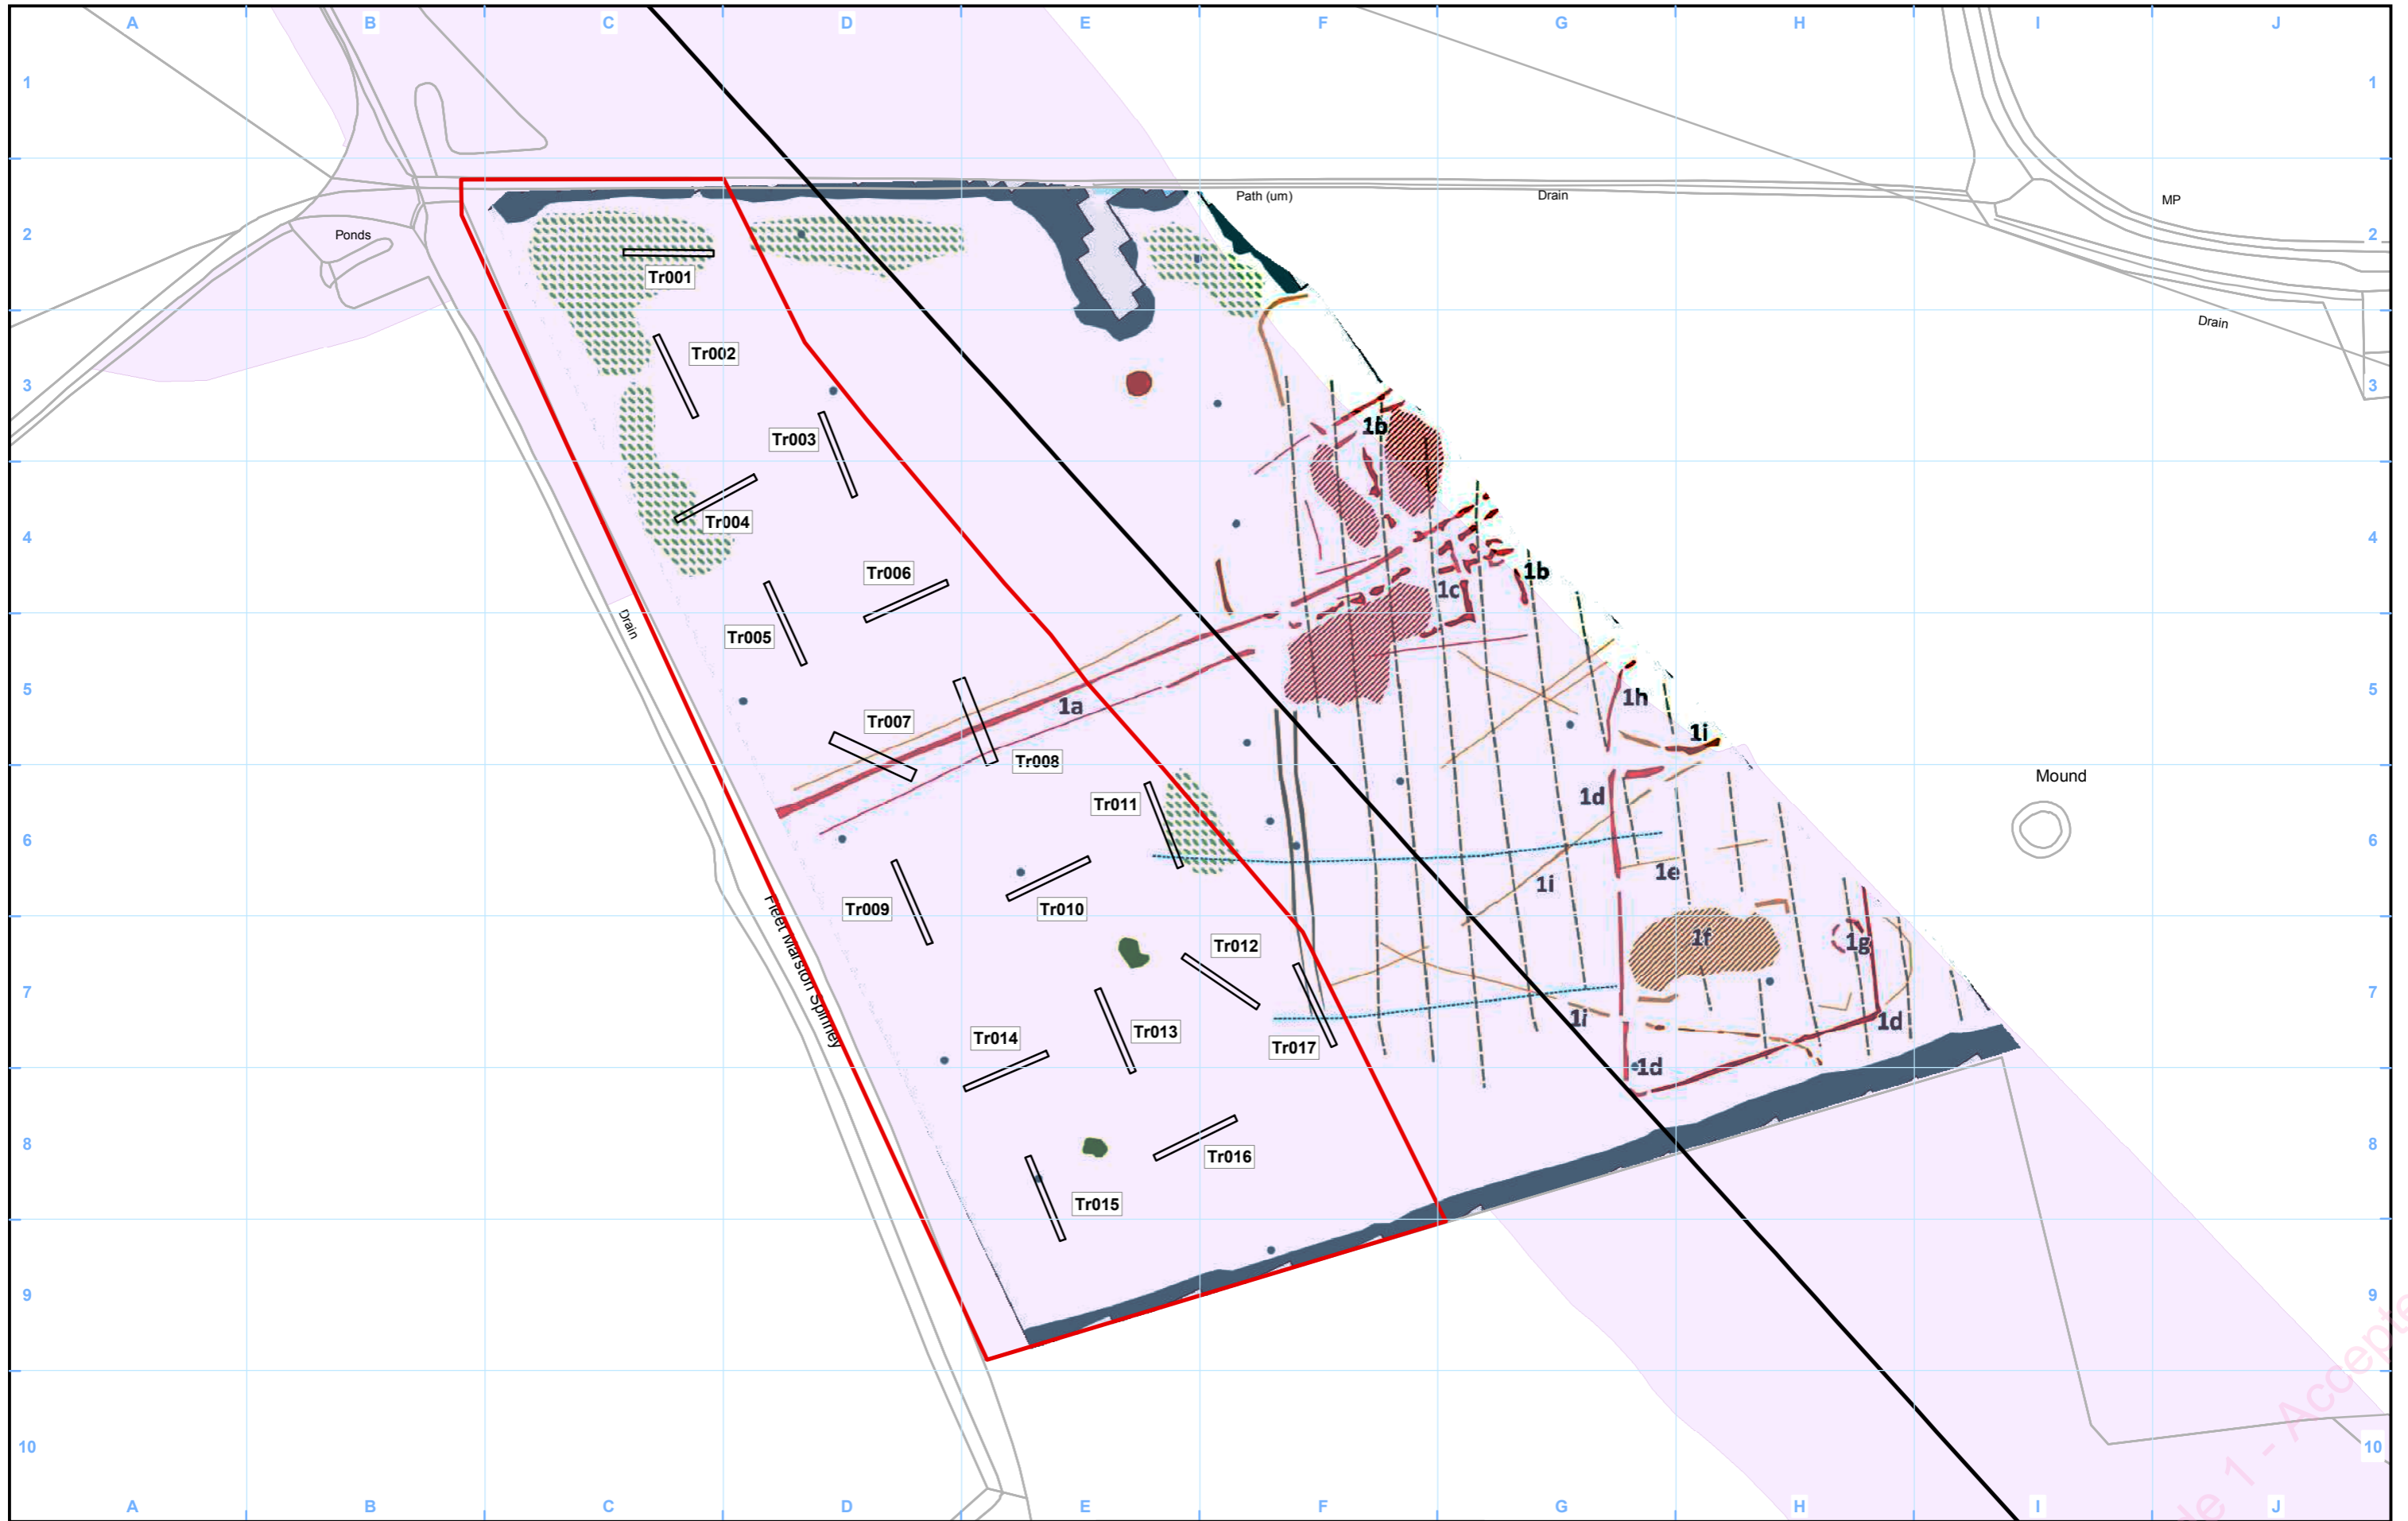 A B C D E F G H I J
1 1
Path (um) Drain MP
Ponds
2 2
Tr001
Drain
Tr002
3 3
1b
Tr003
Tr004
4 4
Tr006 1b
1c
Drain
Tr005
5 5
1h
1a
Tr007
1i
Tr008
Mound
1d
Tr011
6 6
1e
1i
Tr009 Tr010
Fleet Marston Spinney
1f 1g
Tr012
7 7
1i 1d
Tr013
Tr014
Tr017
1d
8 8
Tr016
Tr015
9 9
10 10
de 1 - Accepte
A B C D E F G H I J